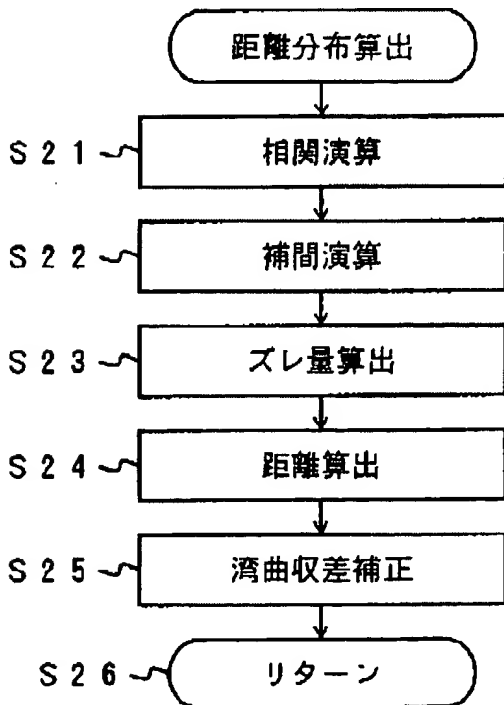 距離分布算出
S21 相関演算
S22 補間演算
S23 ズレ量算出
S24 距離算出
S25 湾曲収差補正
S26 リターン